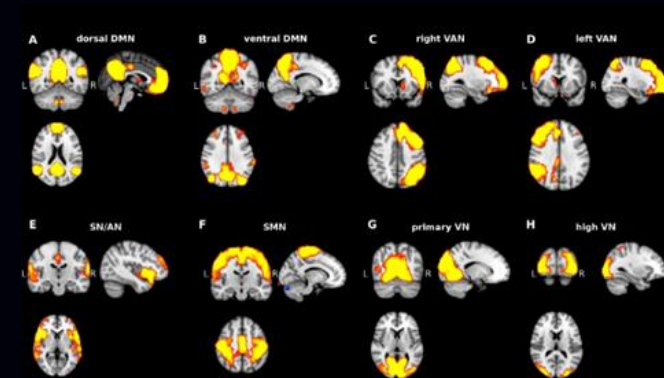 A dorsal DMN
B ventral DMN
C right VAN
D left VAN
L R
L R
L R
L R
E SN/AN
F SMN
G primary VN
H high VN
L R
L R
L R
L R